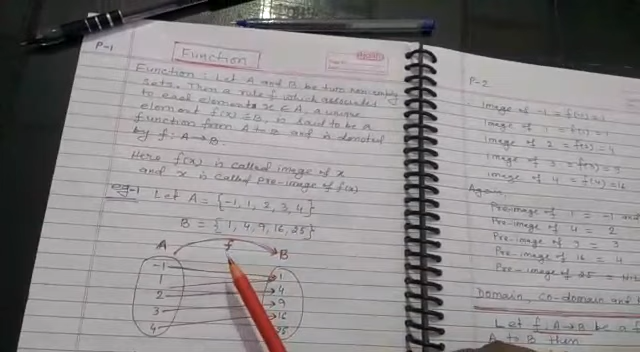 P-1
Function
Function : Let A and B be two non empty
sets. Then a rule f which associates
to each element x ∈ A, a unique
element f(x) ∈ B, is said to be a
function from A to B and is denoted
by f : A → B.
Here f(x) is called image of x
and x is called pre-image of f(x)
eg-1 Let A = {-1, 1, 2, 3, 4}
B = {1, 4, 9, 16, 25}
A f B
-1 1
1 4
2 9
3 16
4 25
P-2
Image of -1 = f(-1) = 1
Image of 1 = f(1) = 1
Image of 2 = f(2) = 4
Image of 3 = f(3) =
Image of 4 = f(4) = 16
Again,
Pre-image of 1 = -1 and
Pre-image of 4 = 2
Pre-image of 9 = 3
Pre-image of 16 = 4
Pre-image of 25 =
Domain, co-domain and
Let f: A→B be a f
A to B then